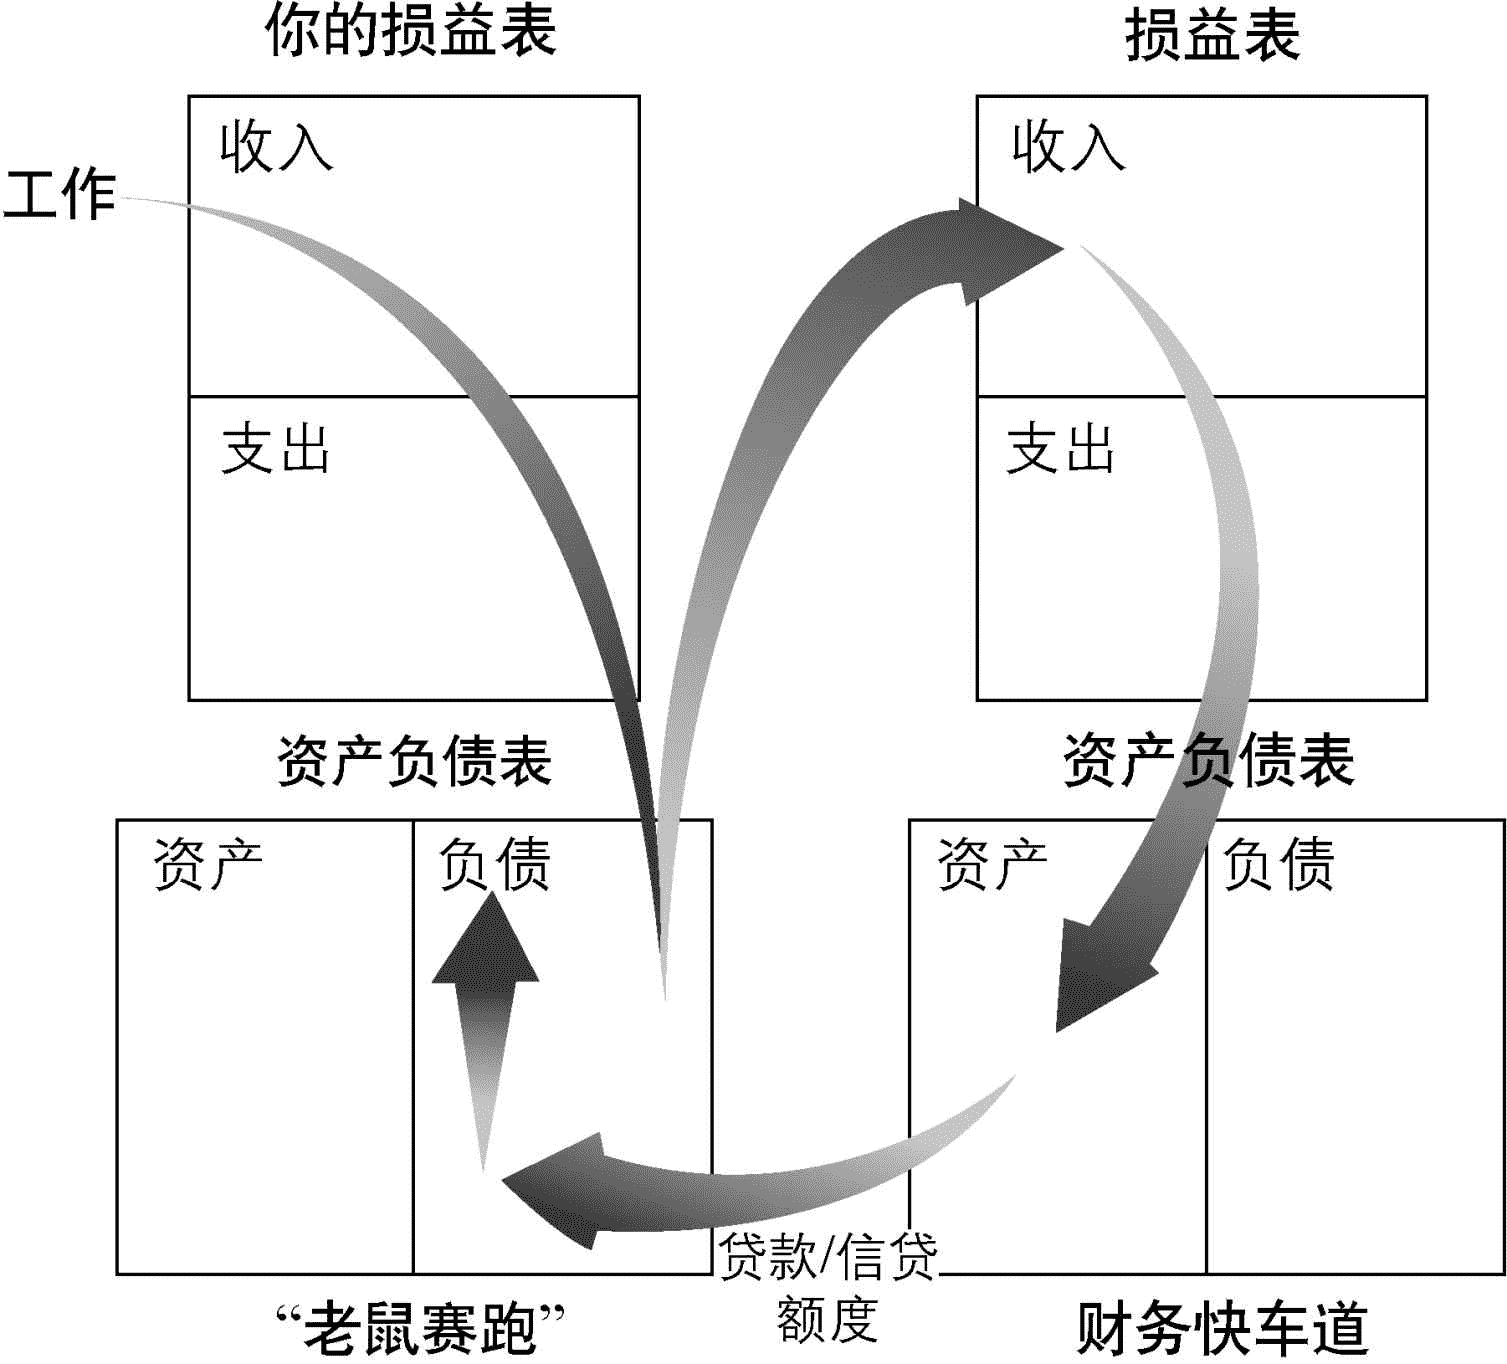 你的损益表
损益表
收入
收入
工作
支出
支出
资产负债表
资产负债表
资产
负债
资产
负债
贷款/信贷
额度
“老鼠赛跑”
财务快车道